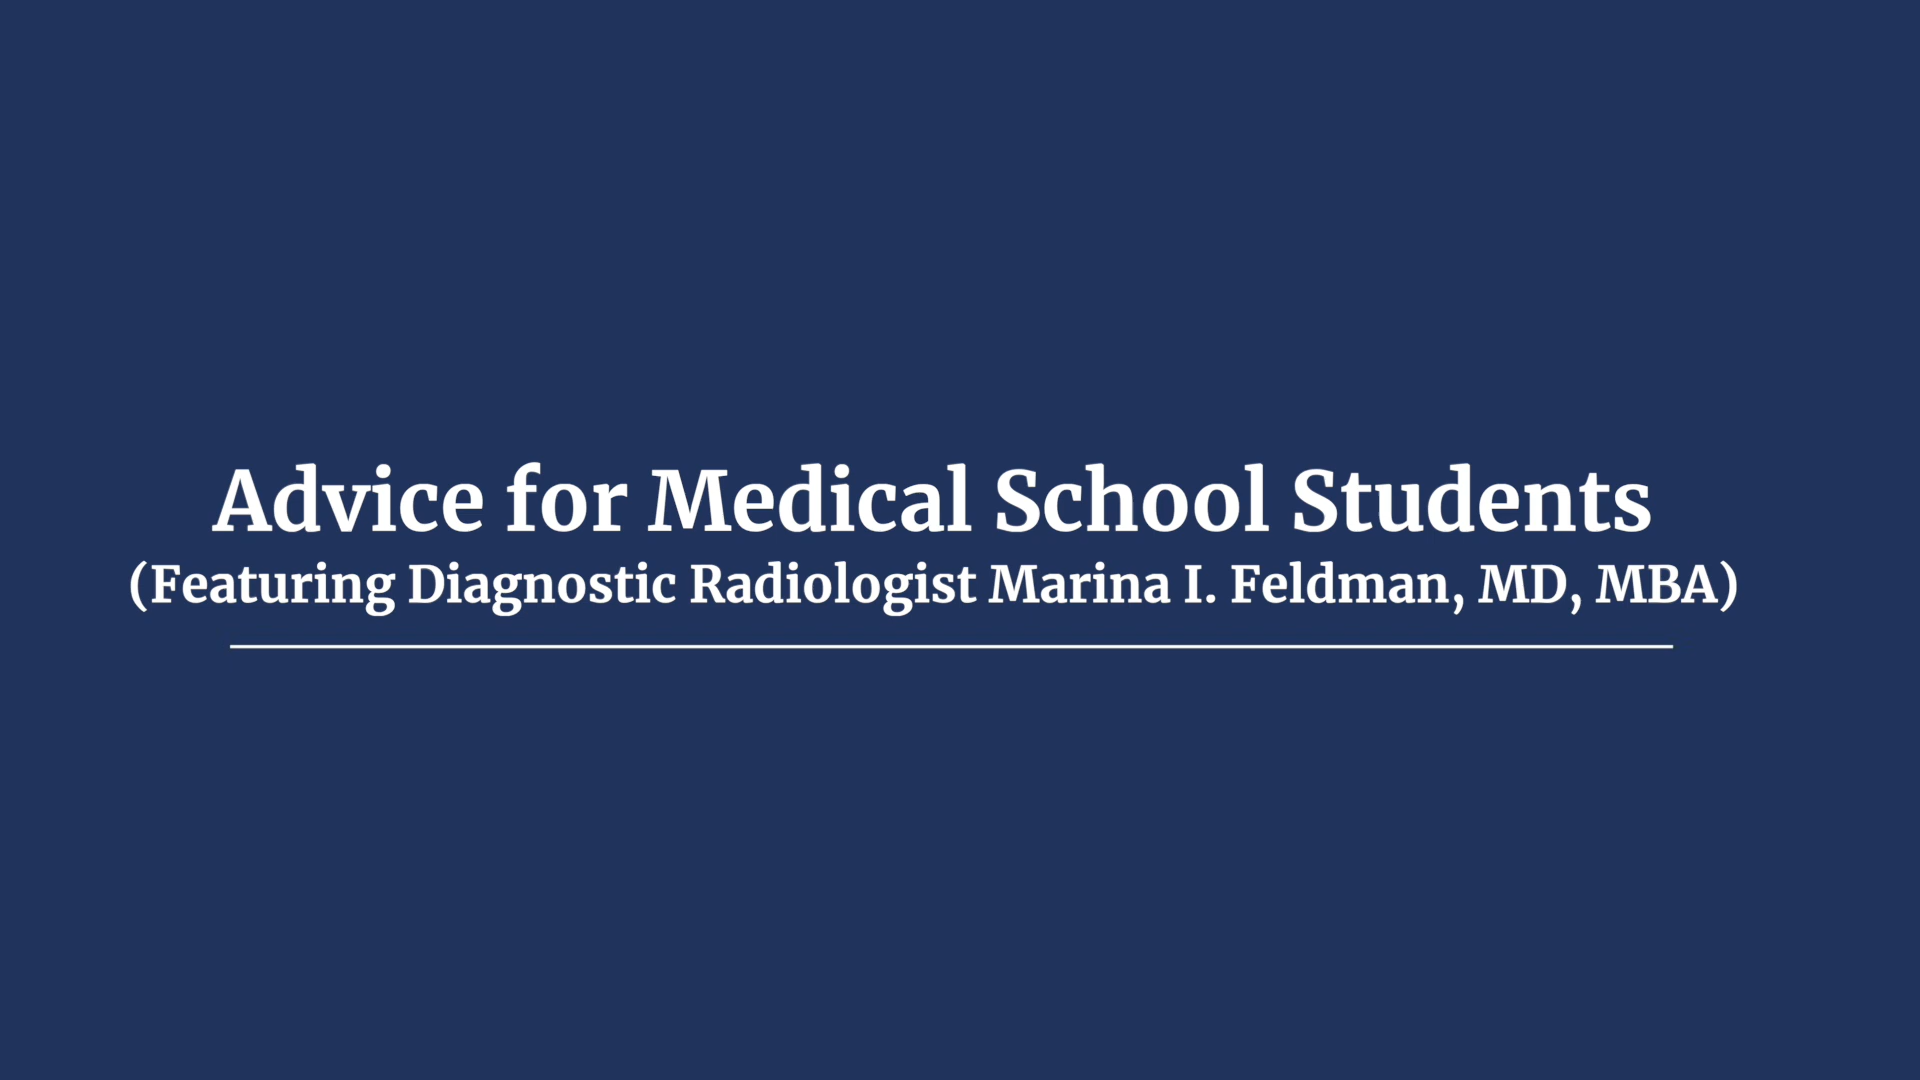 Advice for Medical School Students
(Featuring Diagnostic Radiologist Marina I. Feldman, MD, MBA)